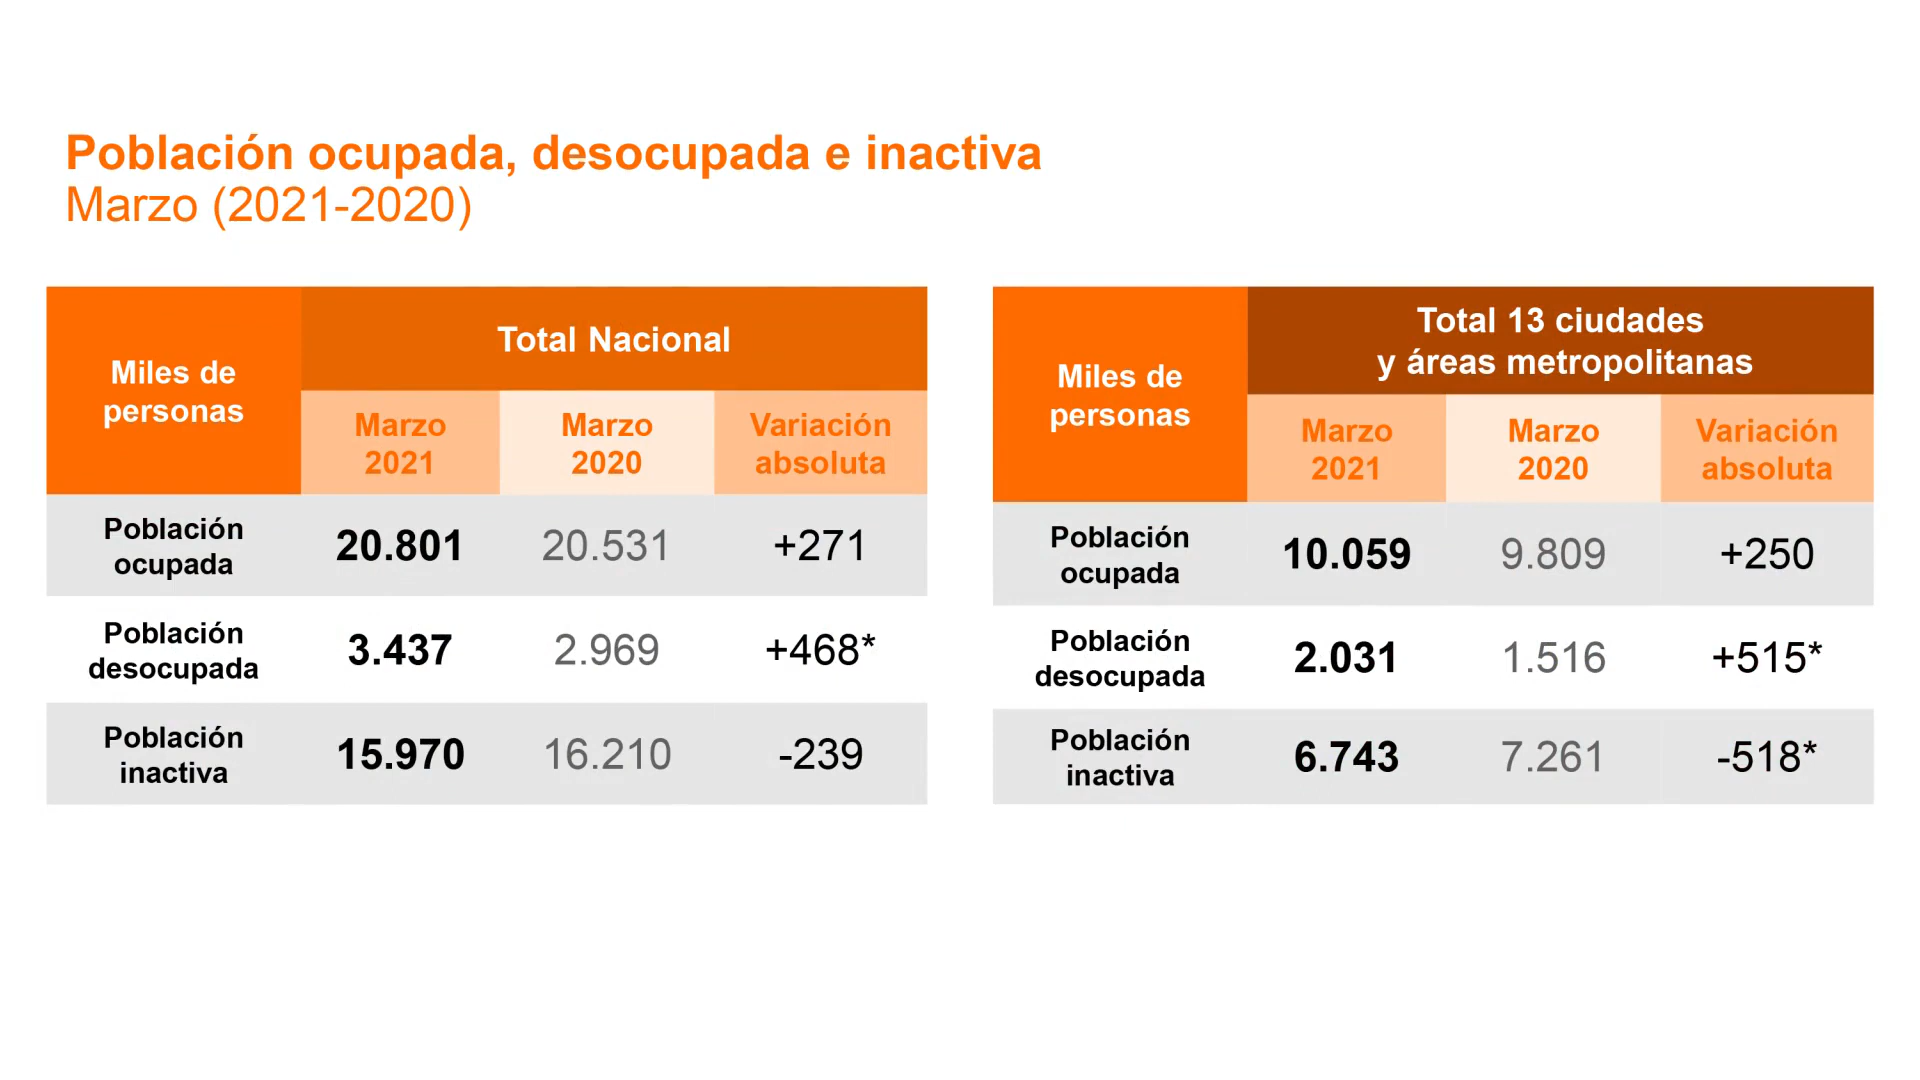 Población ocupada, desocupada e inactiva
Marzo (2021-2020)
Miles de
personas
Total Nacional
Marzo
2021
Marzo
2020
Variación
absoluta
Población
ocupada
20.801
20.531
+271
Población
desocupada
3.437
2.969
+468*
Población
inactiva
15.970
16.210
-239
Miles de
personas
Total 13 ciudades
y áreas metropolitanas
Marzo
2021
Marzo
2020
Variación
absoluta
Población
ocupada
10.059
9.809
+250
Población
desocupada
2.031
1.516
+515*
Población
inactiva
6.743
7.261
-518*